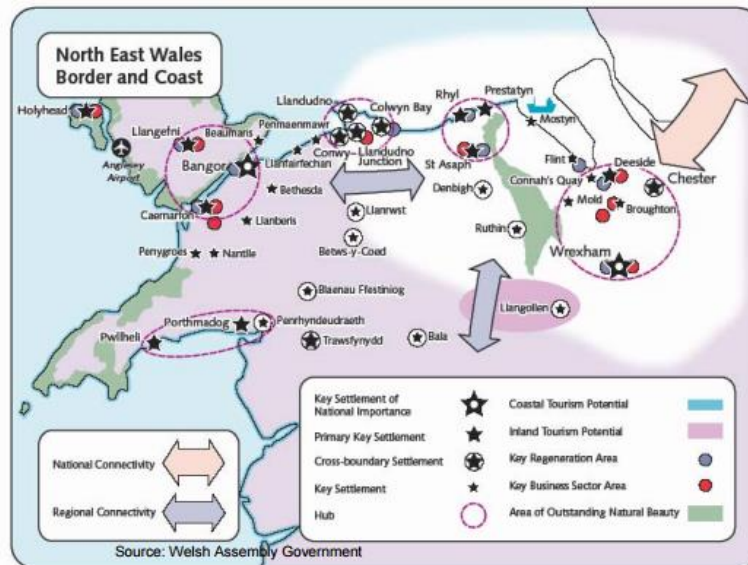 North East Wales
Border and Coast
Holyhead
Llangefni
Beaumaris
Penmaenmawr
Llandudno
Colwyn Bay
Rhyl
Prestatyn
Mostyn
Anglesey
Airport
Bangor
Llanfairfechan
Conwy
Llandudno
Junction
St Asaph
Flint
Deeside
Connah's Quay
Chester
Bethesda
Denbigh
Mold
Broughton
Caernarfon
Llanberis
Llanrwst
Ruthin
Wrexham
Penygroes
Nantlle
Betws-y-Coed
Blaenau Ffestiniog
Llangollen
Porthmadog
Penrhyndeudraeth
Pwllheli
Trawsfynydd
Bala
Key Settlement of
National Importance
Primary Key Settlement
Cross-boundary Settlement
Key Settlement
Hub
Coastal Tourism Potential
Inland Tourism Potential
Key Regeneration Area
Key Business Sector Area
Area of Outstanding Natural Beauty
National Connectivity
Regional Connectivity
Source: Welsh Assembly Government